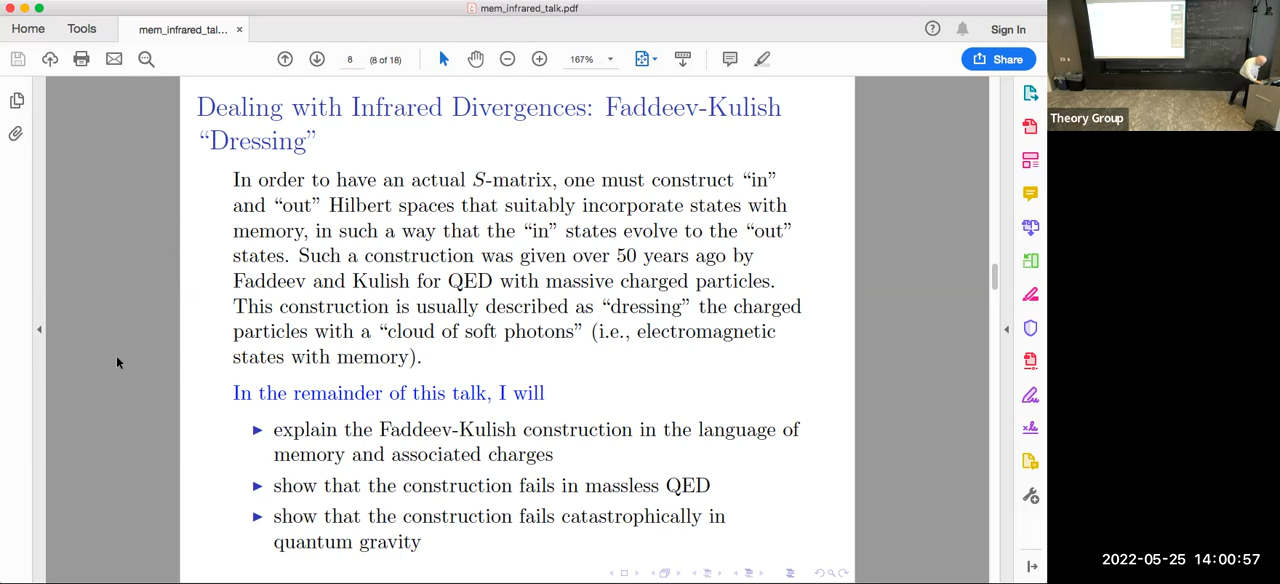 mem_infrared_talk.pdf
Home
Tools
mem_infrared_tal...
×
Sign In
8
(8 of 18)
167%
Share
Theory Group
Dealing with Infrared Divergences: Faddeev-Kulish
“Dressing”
In order to have an actual S-matrix, one must construct “in”
and “out” Hilbert spaces that suitably incorporate states with
memory, in such a way that the “in” states evolve to the “out”
states. Such a construction was given over 50 years ago by
Faddeev and Kulish for QED with massive charged particles.
This construction is usually described as “dressing” the charged
particles with a “cloud of soft photons” (i.e., electromagnetic
states with memory).
In the remainder of this talk, I will
▶ explain the Faddeev-Kulish construction in the language of
memory and associated charges
▶ show that the construction fails in massless QED
▶ show that the construction fails catastrophically in
quantum gravity
2022-05-25 14:00:57